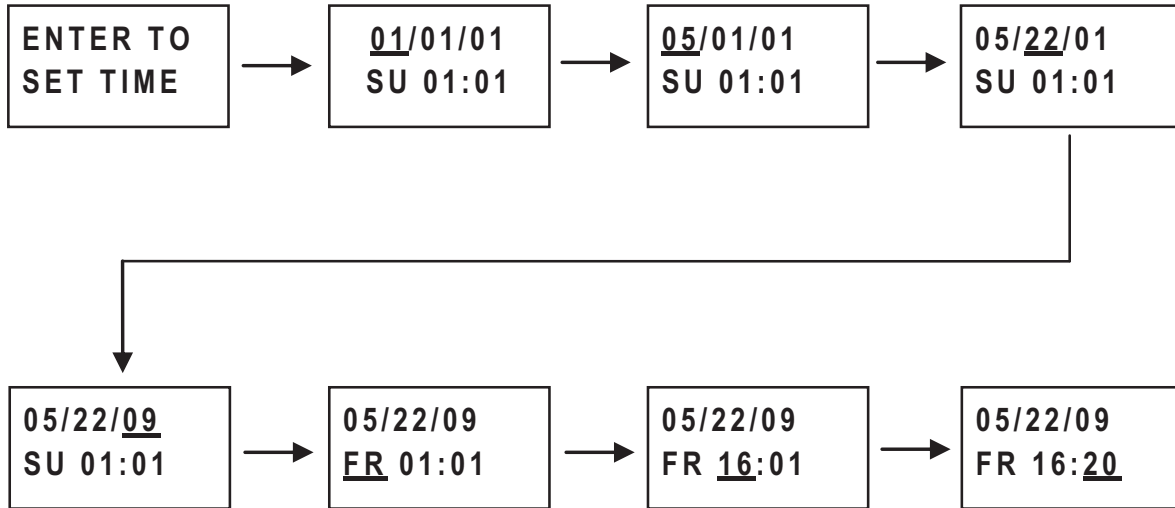 ENTER TO
SET TIME
01/01/01
SU 01:01
05/01/01
SU 01:01
05/22/01
SU 01:01
05/22/09
SU 01:01
05/22/09
FR 01:01
05/22/09
FR 16:01
05/22/09
FR 16:20